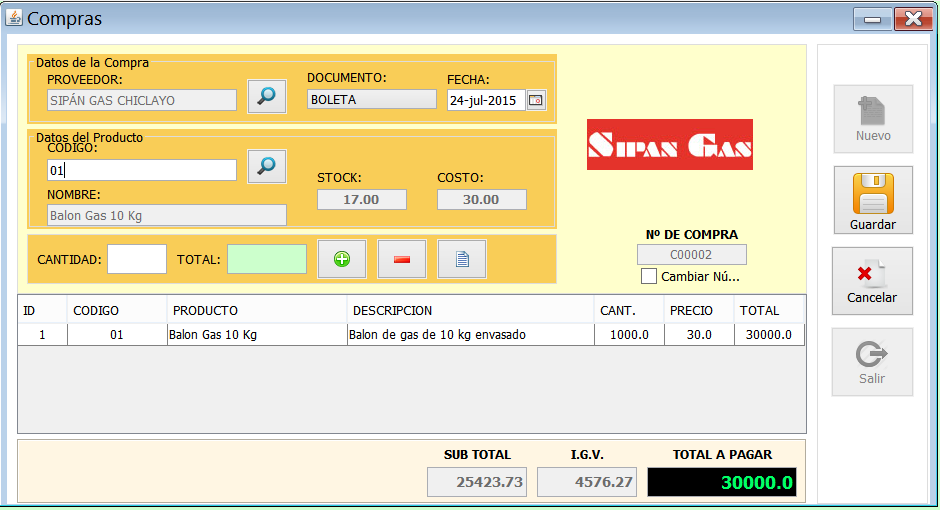 Compras
Datos de la Compra
PROVEEDOR:
SIPÁN GAS CHICLAYO
DOCUMENTO:
BOLETA
FECHA:
24-jul-2015
Datos del Producto
CODIGO:
01
NOMBRE:
Balon Gas 10 Kg
STOCK:
17.00
COSTO:
30.00
CANTIDAD:
TOTAL:
SIPAN GAS
Nº DE COMPRA
C00002
Cambiar Nú...
ID CODIGO PRODUCTO DESCRIPCION CANT. PRECIO TOTAL
1 01 Balon Gas 10 Kg Balon de gas de 10 kg envasado 1000.0 30.0 30000.0
SUB TOTAL I.G.V. TOTAL A PAGAR
25423.73 4576.27 30000.0
Nuevo
Guardar
Cancelar
Salir